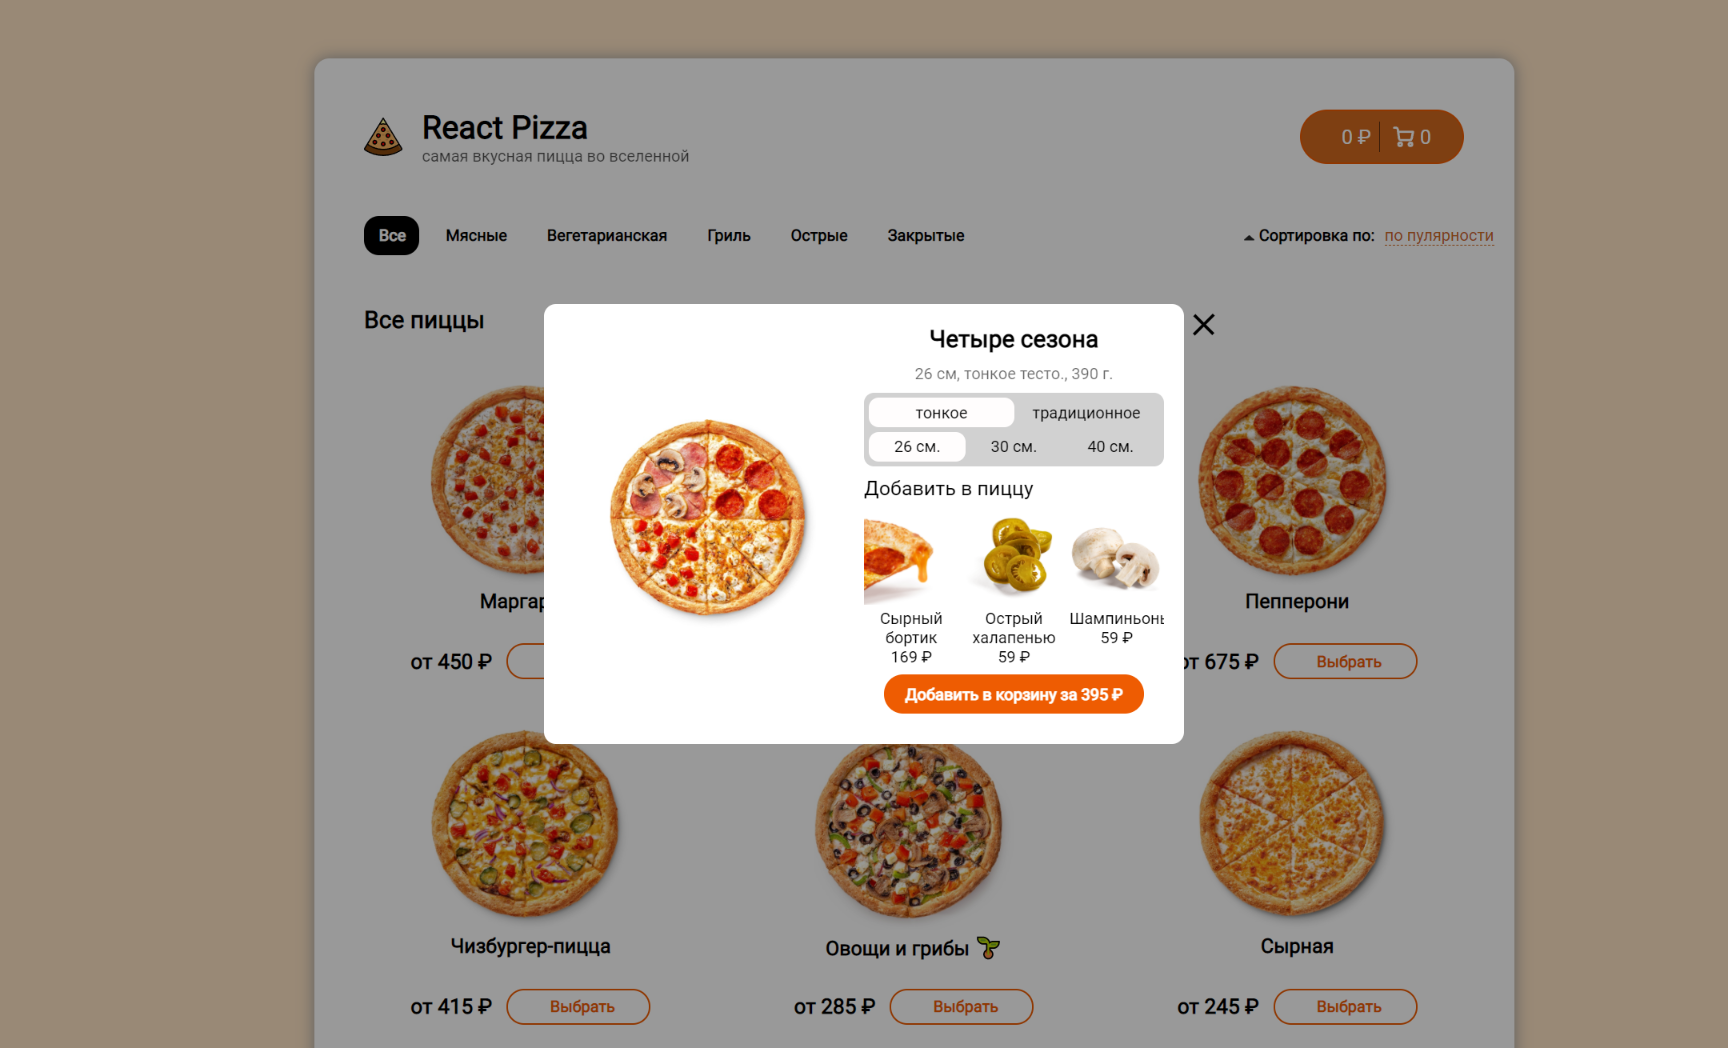 React Pizza
самая вкусная пицца во вселенной
0 ₽ 0
Все Мясные Вегетарианская Гриль Острые Закрытые Сортировка по: по пулярности
Все пиццы
Четыре сезона
26 см, тонкое тесто., 390 г.
тонкое традиционное
26 см. 30 см. 40 см.
Добавить в пиццу
Сырный бортик
169 ₽
Острый халапенью
59 ₽
Шампиньоны
59 ₽
Добавить в корзину за 395 ₽
Марга
от 450 ₽
Пепперони
от 675 ₽ Выбрать
Чизбургер-пицца
от 415 ₽ Выбрать
Овощи и грибы
от 285 ₽ Выбрать
Сырная
от 245 ₽ Выбрать